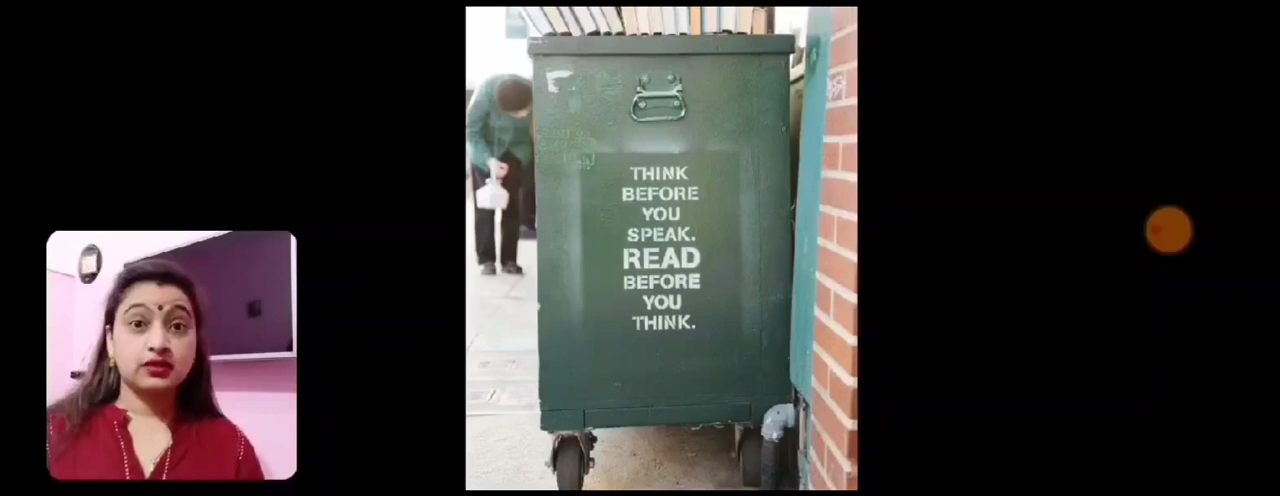 THINK
BEFORE
YOU
SPEAK.
READ
BEFORE
YOU
THINK.